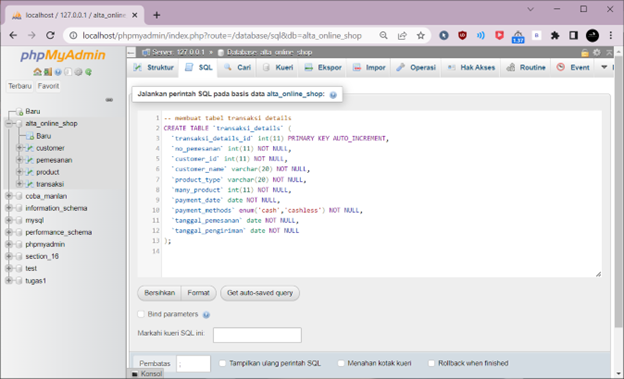 localhost / 127.0.0.1 / alta_onlin
localhost/phpmyadmin/index.php?route=/database/sql&db=alta_online_shop
1.37
phpMyAdmin
Terbaru Favorit
Baru
alta_online_shop
Baru
customer
pemesanan
product
transaksi
coba_manlan
information_schema
mysql
performance_schema
phpmyadmin
section_16
test
tugas1
Server: 127.0.0.1 » Database: alta_online_shop
Struktur SQL Cari Kueri Ekspor Impor Operasi Hak Akses Routine Event
Jalankan perintah SQL pada basis data alta_online_shop:
1 -- membuat tabel transaksi details
2 CREATE TABLE `transaksi_details` (
3 `transaksi_details_id` int(11) PRIMARY KEY AUTO_INCREMENT,
4 `no_pemesanan` int(11) NOT NULL,
5 `customer_id` int(11) NOT NULL,
6 `customer_name` varchar(20) NOT NULL,
7 `product_type` varchar(20) NOT NULL,
8 `many_product` int(11) NOT NULL,
9 `payment_date` date NOT NULL,
10 `payment_methods` enum('cash','cashless') NOT NULL,
11 `tanggal_pemesanan` date NOT NULL,
12 `tanggal_pengiriman` date NOT NULL
13 );
14
Bersihkan Format Get auto-saved query
Bind parameters
Markahi kueri SQL ini:
Pembatas ; Tampilkan ulang perintah SQL Menahan kotak kueri Rollback when finished
Konsol